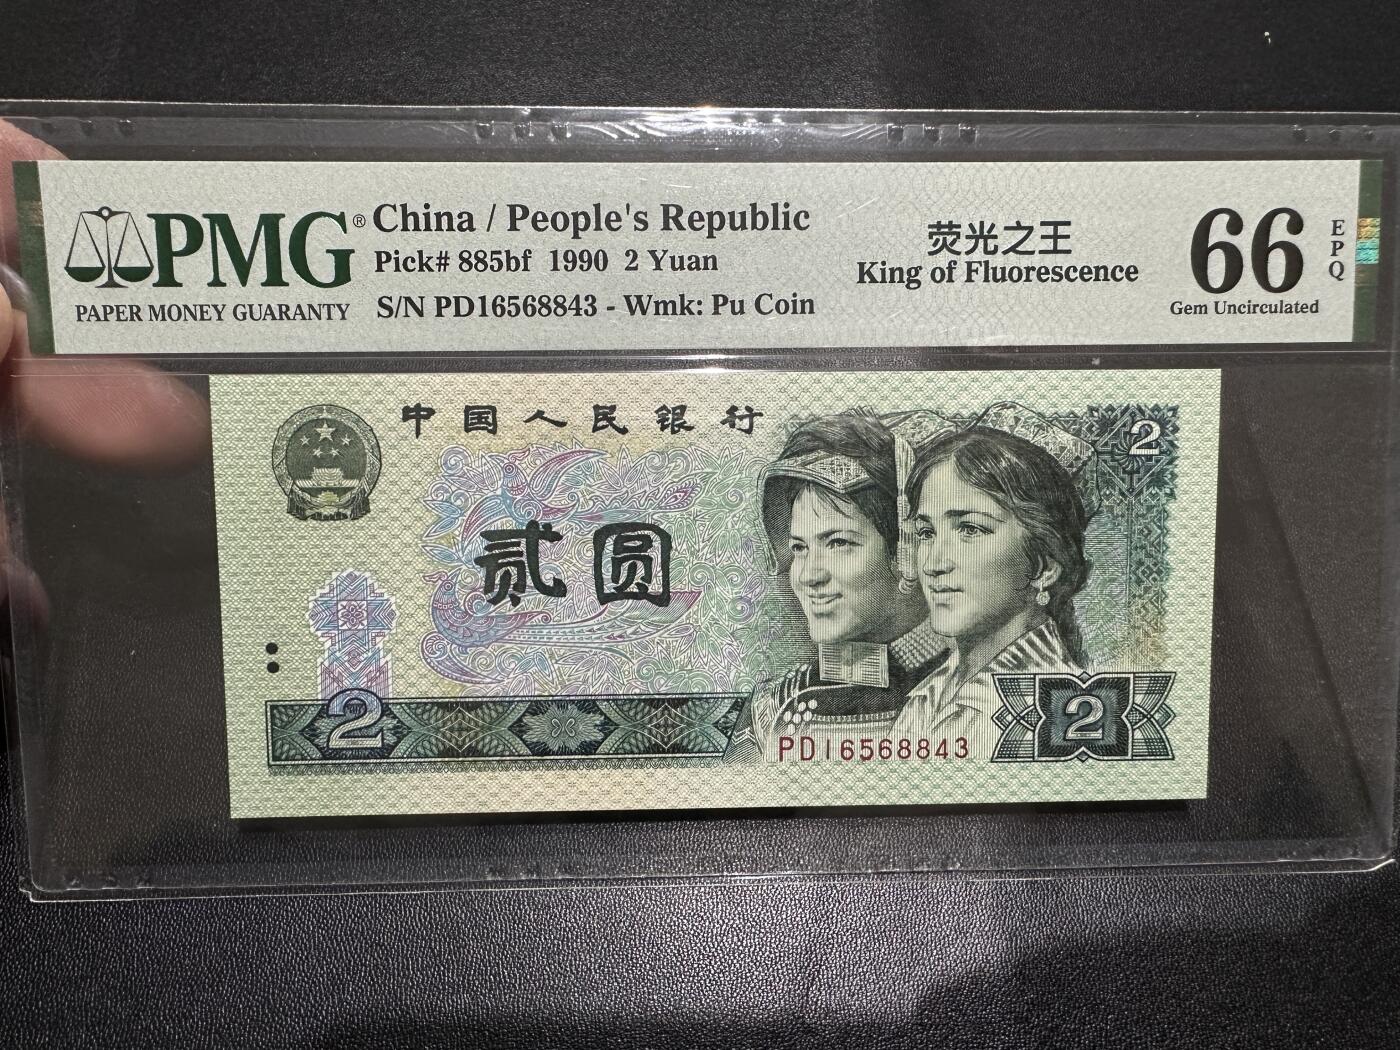 PMG®
PAPER MONEY GUARANTY
China / People's Republic
Pick# 885bf 1990 2 Yuan
S/N PD16568843 - Wmk: Pu Coin
荧光之王
King of Fluorescence
66
EPQ
Gem Uncirculated
中国人民银行
2
贰圆
2
2
PD16568843